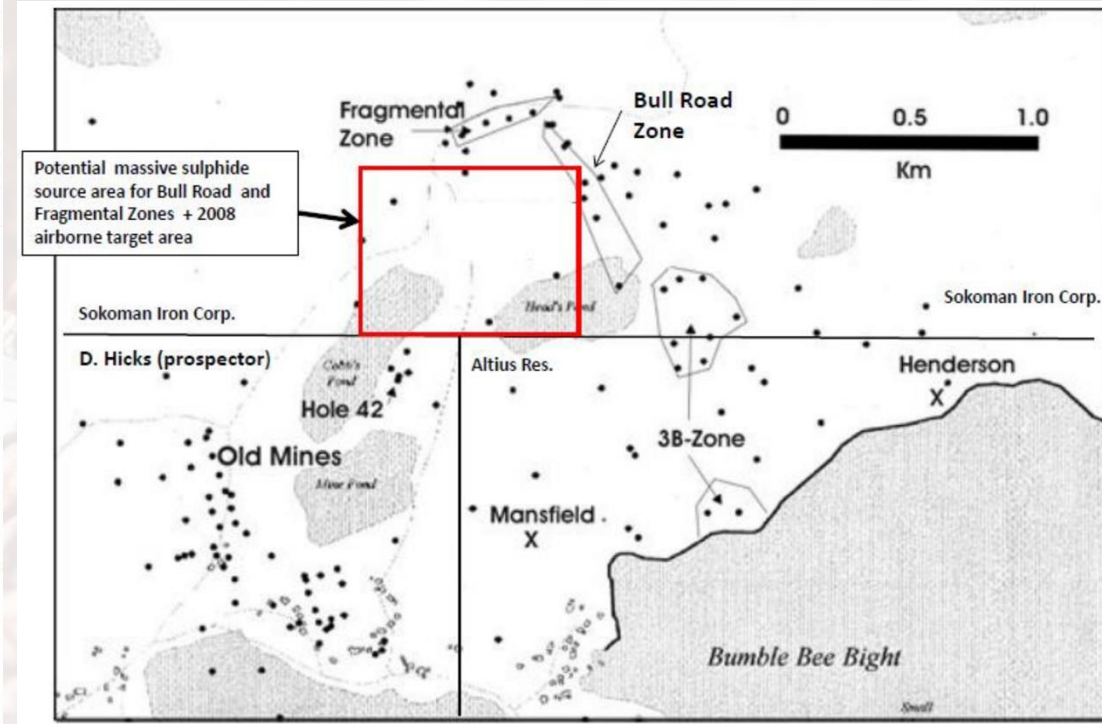 Fragmental
Zone
Bull Road
Zone
0 0.5 1.0
Km
Potential massive sulphide
source area for Bull Road and
Fragmental Zones + 2008
airborne target area
Sokoman Iron Corp.
Sokoman Iron Corp.
Head's Pond
D. Hicks (prospector)
Altius Res.
Cobb's
Pond
Henderson
X
Hole 42
3B-Zone
Old Mines
Mine Pond
Mansfield
X
Bumble Bee Bight
Small